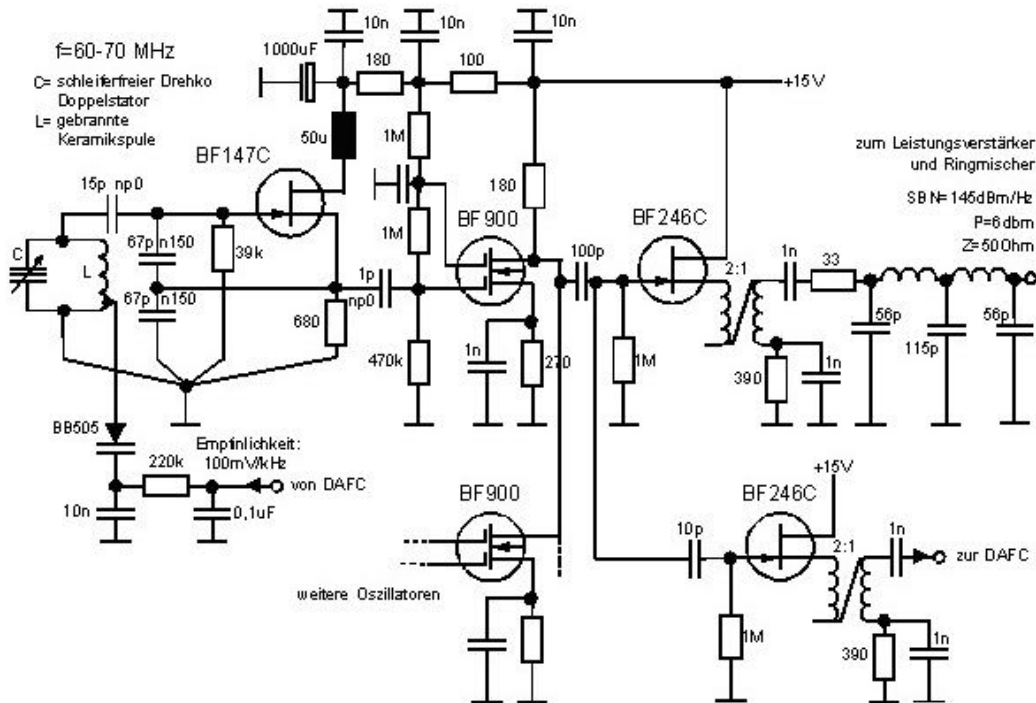 10n
10n
10n
f=60-70 MHz
1000uF
180
100
+15V
C= schleiferfreier Drehko
Doppelstator
L= gebrannte
Keramikspule
50u
1M
BF147C
180
zum Leistungsverstärker
und Ringmischer
15p np0
BF900
SBN=145dBm/Hz
P=6dbm
Z=50Ohm
1M
BF246C
C
67p n150
39k
100p
2:1
1n
33
L
1p
np0
67p n150
680
56p
56p
115p
1n
470k
270
1M
390
1n
BB505
Empfinlichkeit:
100mV/kHz
220k
von DAFC
+15V
BF900
BF246C
10n
0,1uF
10p
2:1
1n
zur DAFC
weitere Oszillatoren
1M
390
1n